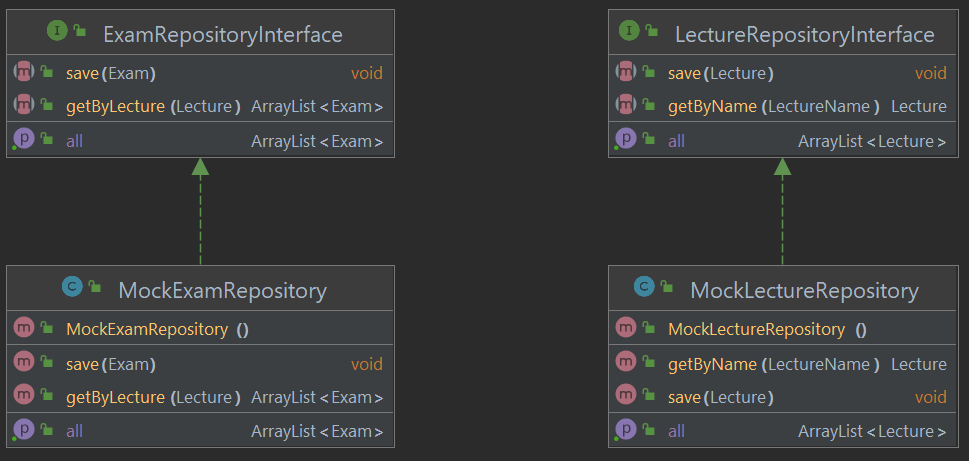 ExamRepositoryInterface
save(Exam) void
getByLecture (Lecture) ArrayList<Exam>
all ArrayList<Exam>
LectureRepositoryInterface
save(Lecture) void
getByName (LectureName) Lecture
all ArrayList<Lecture>
MockExamRepository
MockExamRepository ()
save(Exam) void
getByLecture (Lecture) ArrayList<Exam>
all ArrayList<Exam>
MockLectureRepository
MockLectureRepository ()
getByName (LectureName) Lecture
save(Lecture) void
all ArrayList<Lecture>